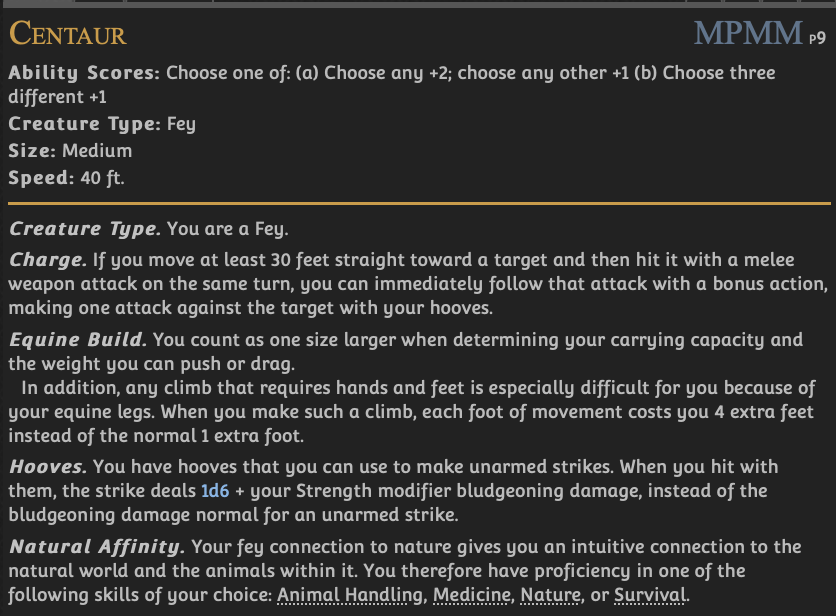 CENTAUR MPMM p9
Ability Scores: Choose one of: (a) Choose any +2; choose any other +1 (b) Choose three
different +1
Creature Type: Fey
Size: Medium
Speed: 40 ft.
Creature Type. You are a Fey.
Charge. If you move at least 30 feet straight toward a target and then hit it with a melee
weapon attack on the same turn, you can immediately follow that attack with a bonus action,
making one attack against the target with your hooves.
Equine Build. You count as one size larger when determining your carrying capacity and
the weight you can push or drag.
In addition, any climb that requires hands and feet is especially difficult for you because of
your equine legs. When you make such a climb, each foot of movement costs you 4 extra feet
instead of the normal 1 extra foot.
Hooves. You have hooves that you can use to make unarmed strikes. When you hit with
them, the strike deals 1d6 + your Strength modifier bludgeoning damage, instead of the
bludgeoning damage normal for an unarmed strike.
Natural Affinity. Your fey connection to nature gives you an intuitive connection to the
natural world and the animals within it. You therefore have proficiency in one of the
following skills of your choice: Animal Handling, Medicine, Nature, or Survival.